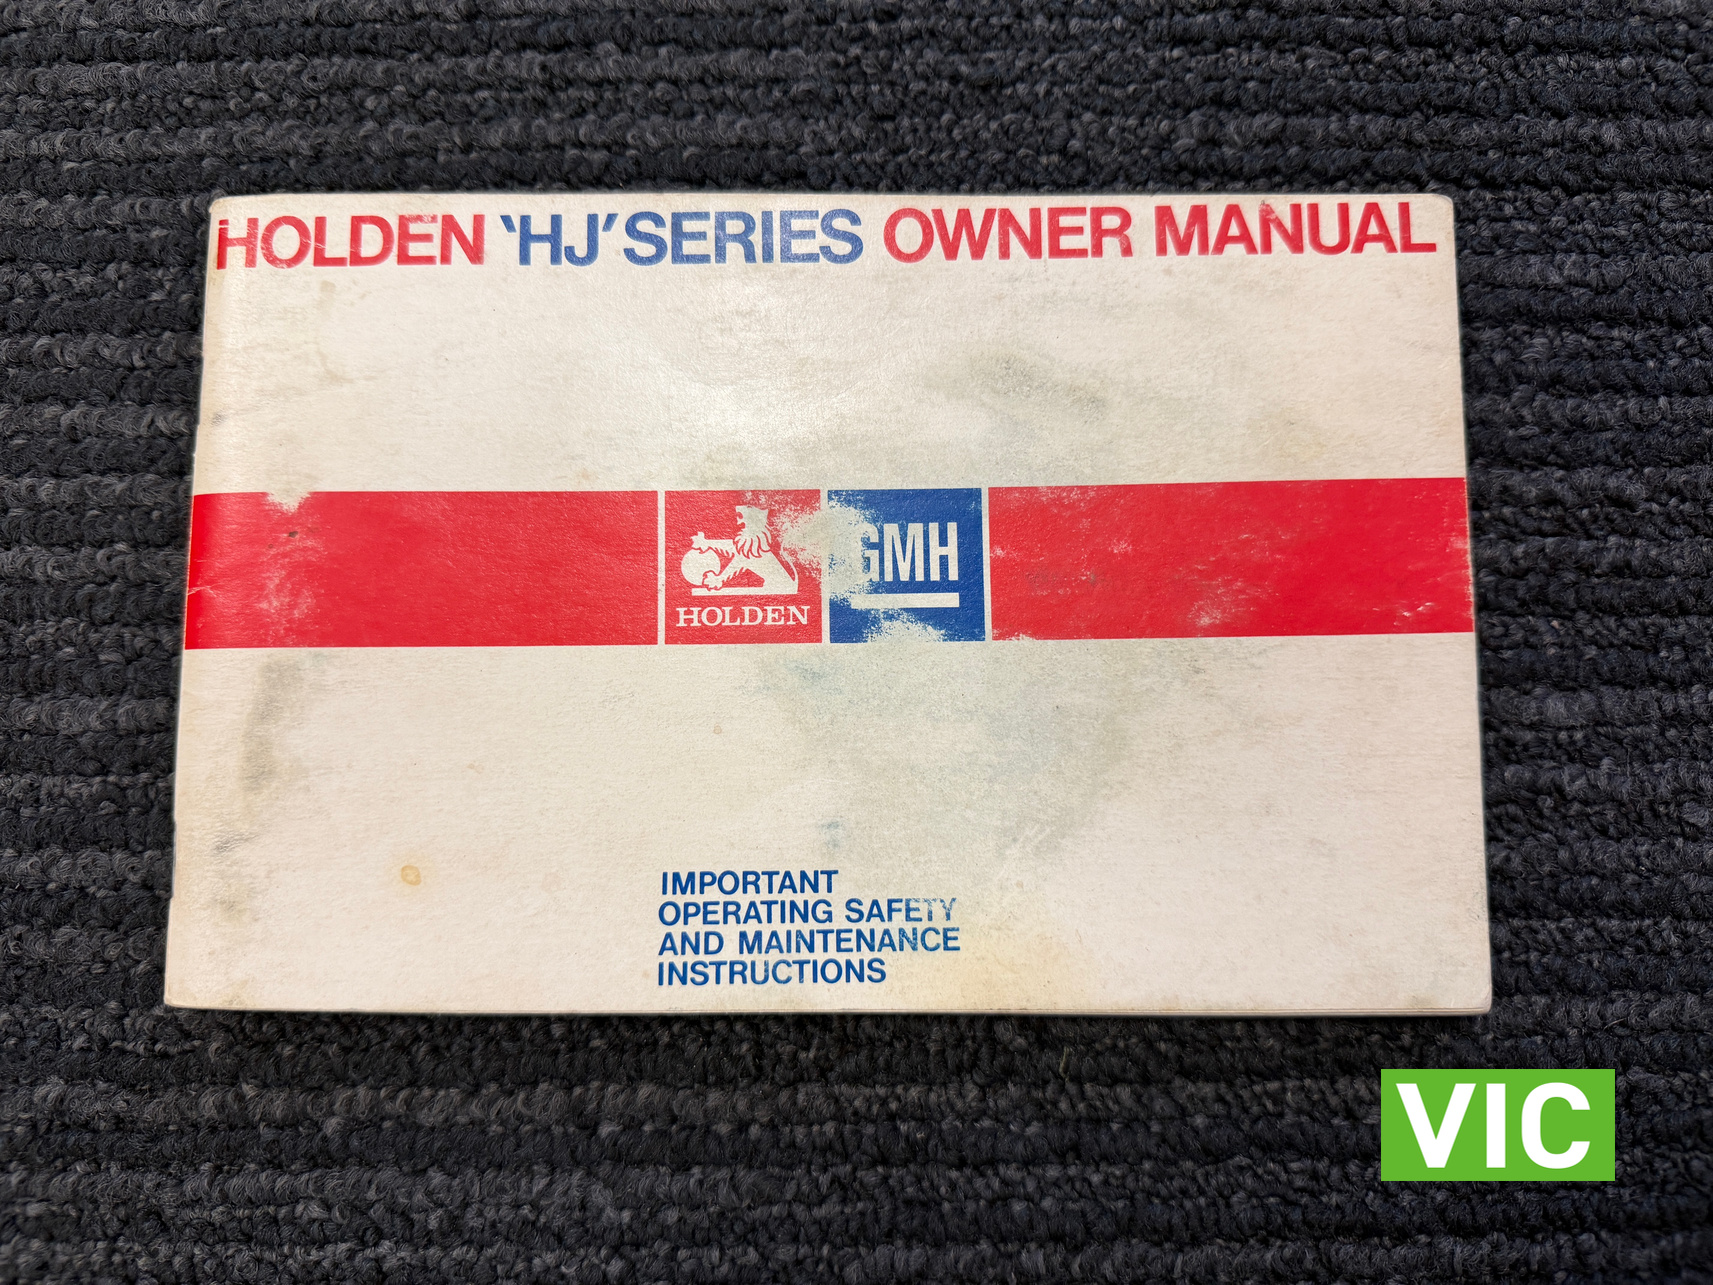 HOLDEN ‘HJ’ SERIES OWNER MANUAL
HOLDEN
GMH
IMPORTANT
OPERATING SAFETY
AND MAINTENANCE
INSTRUCTIONS
VIC